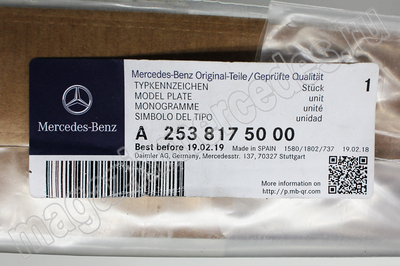 Mercedes-Benz
Mercedes-Benz Original-Teile/Geprüfte Qualität
TYPKENNZEICHEN Stück 1
MODEL PLATE unit
MONOGRAMME unité
SIMBOLO DEL TIPO unidad
A 253 817 50 00
Best before 19.02.19 Made in SPAIN 1580/1802/737 19.02.18
Daimler AG, Germany, Mercedesstr. 137, 70327 Stuttgart
More information on
http://p.mb-qr.com